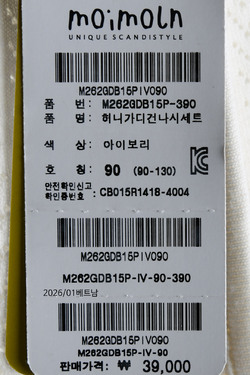 moimoln
UNIQUE SCANDISTYLE
M262GDB15PIV090
품 번: M262GDB15P-390
품 명: 허니가디건나시세트
색 상: 아이보리
호 칭: 90 (90-130)
안전확인신고
확인증번호 : CB015R1418-4004
M262GDB15PIV090
M262GDB15P-IV-90-390
2026/01베트남
M262GDB15PIV090
M262GDB15P-IV-90
판매가격: ₩ 39,000